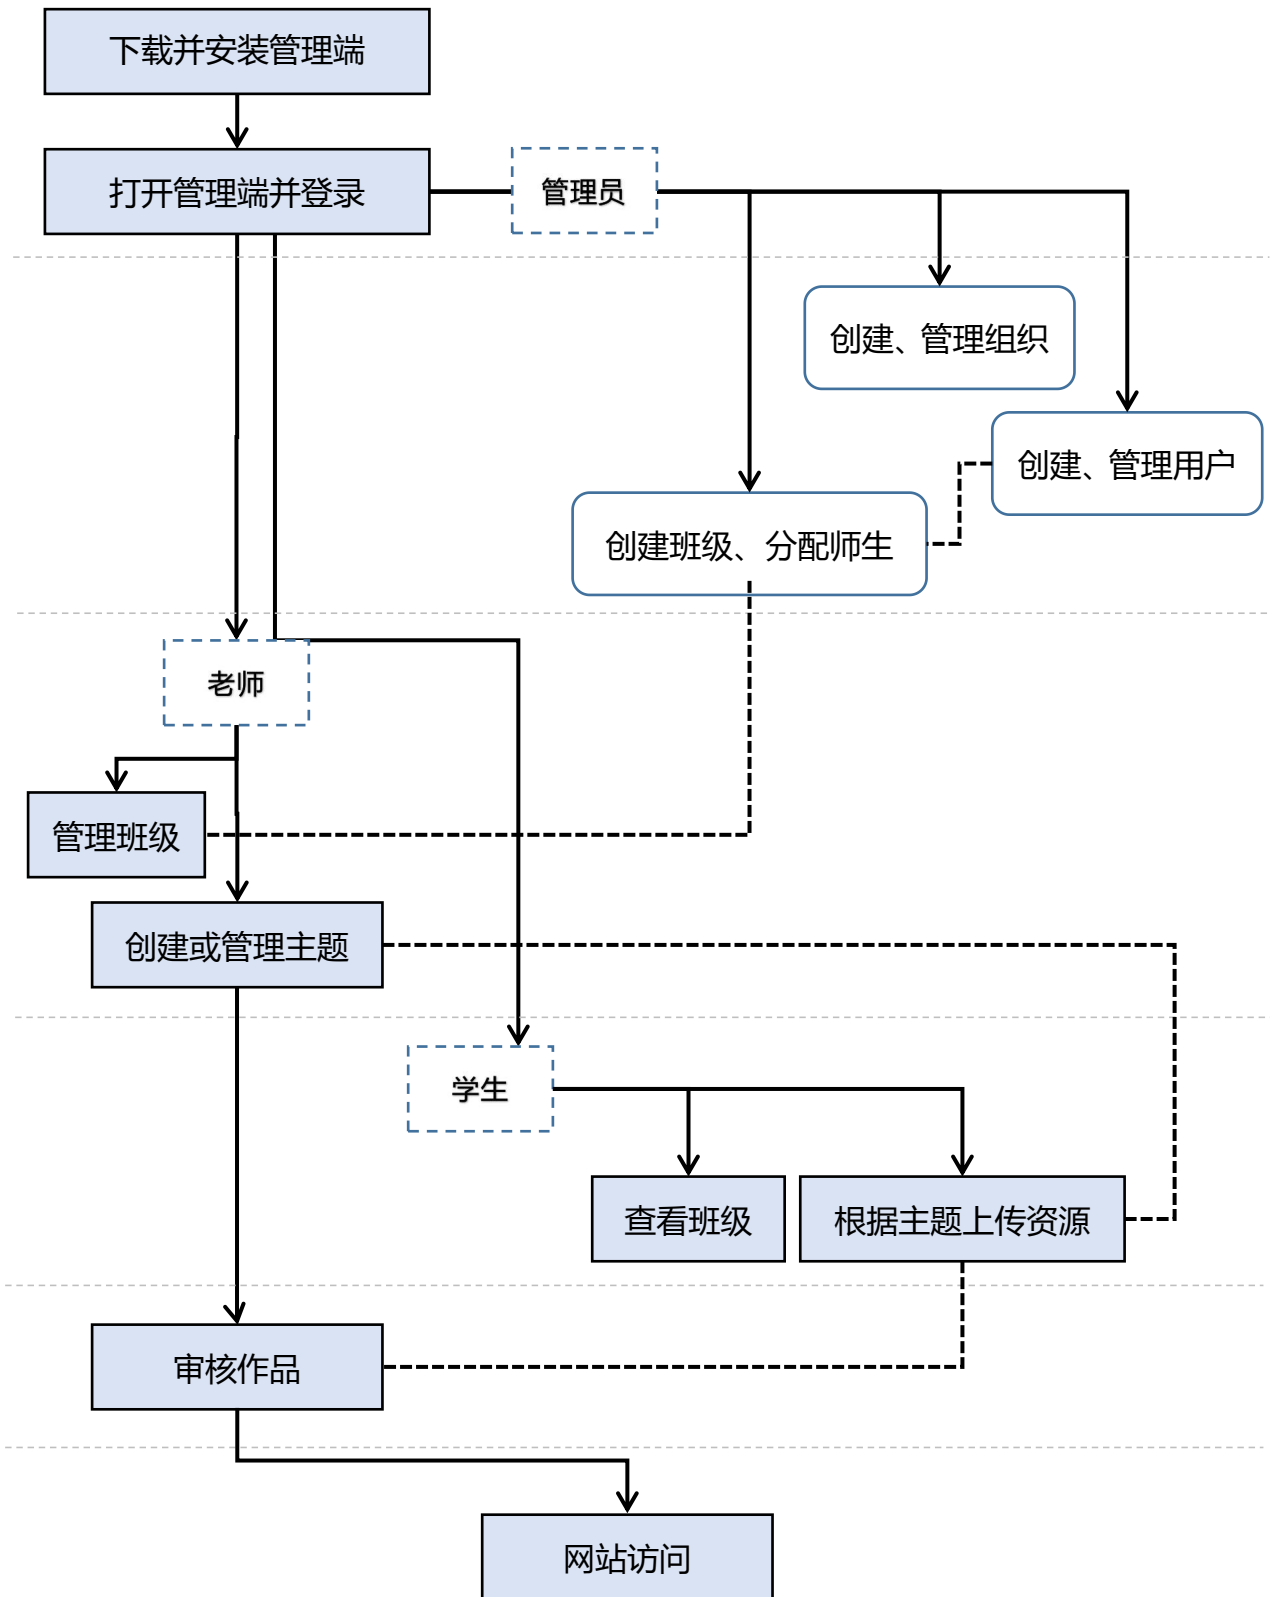 下载并安装管理端
打开管理端并登录
管理员
创建、管理组织
创建、管理用户
创建班级、分配师生
老师
管理班级
创建或管理主题
学生
查看班级
根据主题上传资源
审核作品
网站访问